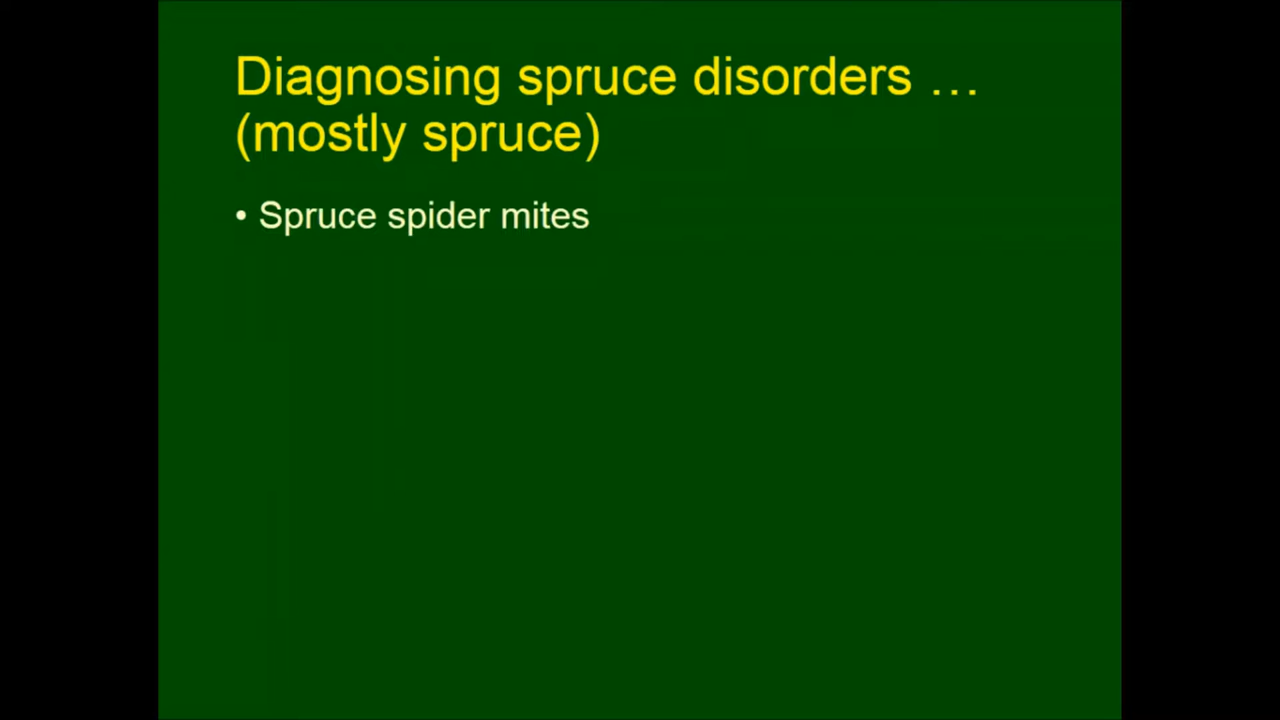 Diagnosing spruce disorders …
(mostly spruce)
• Spruce spider mites